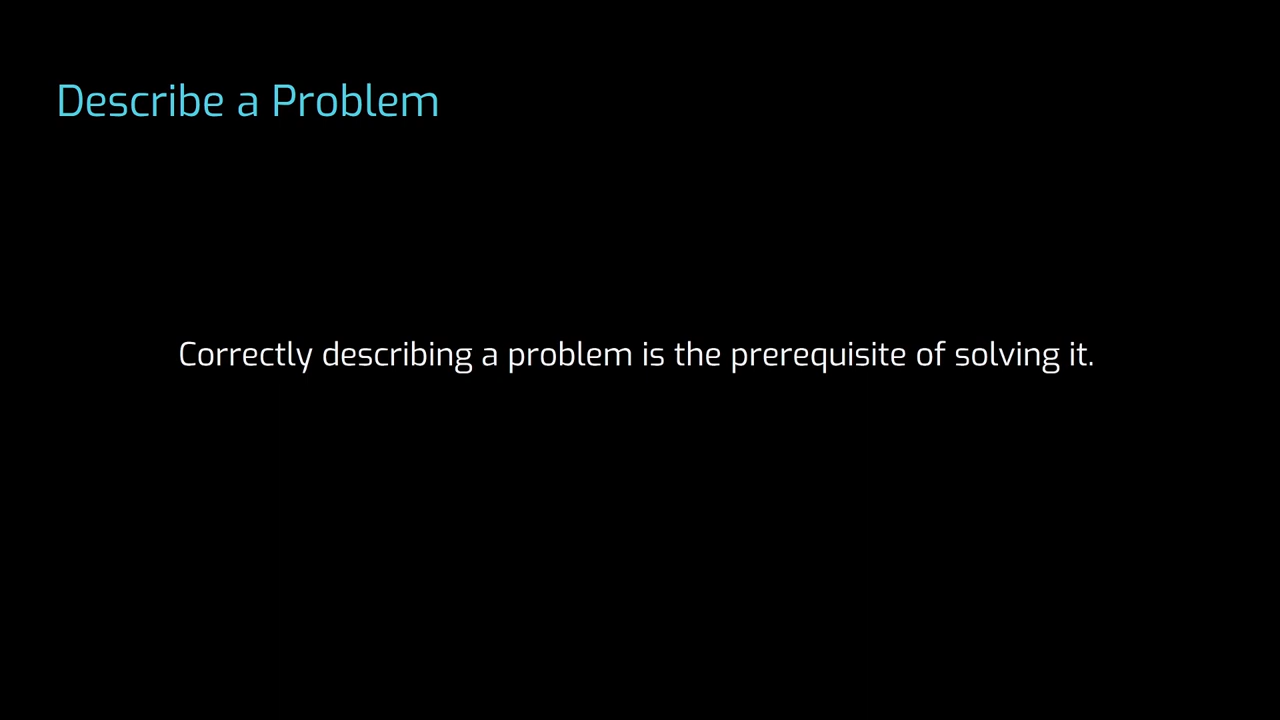 Describe a Problem
Correctly describing a problem is the prerequisite of solving it.